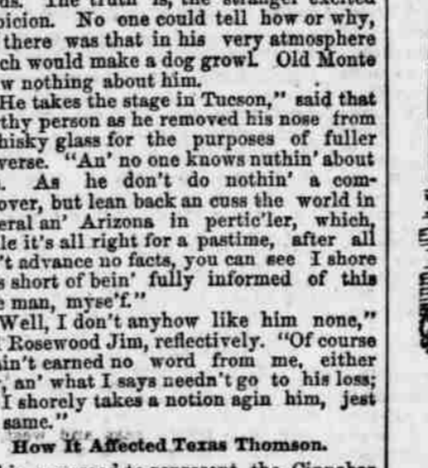 The truth is, the stranger excited
picion. No one could tell how or why,
there was that in his very atmosphere
ch would make a dog growl. Old Monte
w nothing about him.
He takes the stage in Tucson," said that
thy person as he removed his nose from
hisky glass for the purposes of fuller
verse. "An' no one knows nuthin' about
. As he don't do nothin' a com-
over, but lean back an cuss the world in
eral an' Arizona in pertic'ler, which,
le it's all right for a pastime, after all
't advance no facts, you can see I shore
s short of bein' fully informed of this
e man, myse'f."
Well, I don't anyhow like him none,"
Rosewood Jim, reflectively. "Of course
ain't earned no word from me, either
, an' what I says needn't go to his loss;
I shorely takes a notion agin him, jest
same."
How It Affected Texas Thomson.